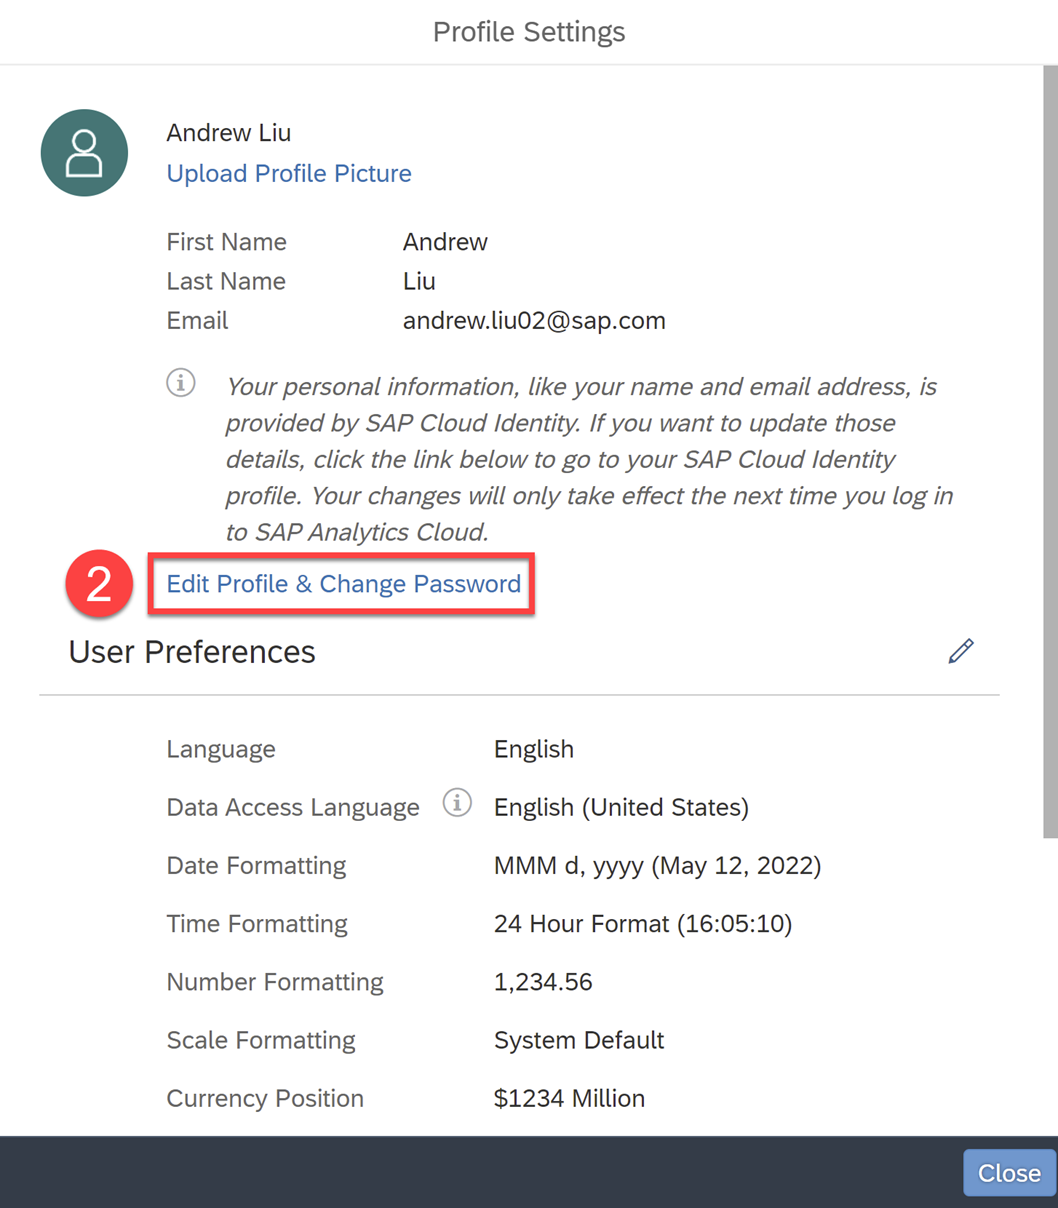 Profile Settings
Andrew Liu
Upload Profile Picture
First Name Andrew
Last Name Liu
Email andrew.liu02@sap.com
Your personal information, like your name and email address, is
provided by SAP Cloud Identity. If you want to update those
details, click the link below to go to your SAP Cloud Identity
profile. Your changes will only take effect the next time you log in
to SAP Analytics Cloud.
2 Edit Profile & Change Password
User Preferences
Language English
Data Access Language English (United States)
Date Formatting MMM d, yyyy (May 12, 2022)
Time Formatting 24 Hour Format (16:05:10)
Number Formatting 1,234.56
Scale Formatting System Default
Currency Position $1234 Million
Close